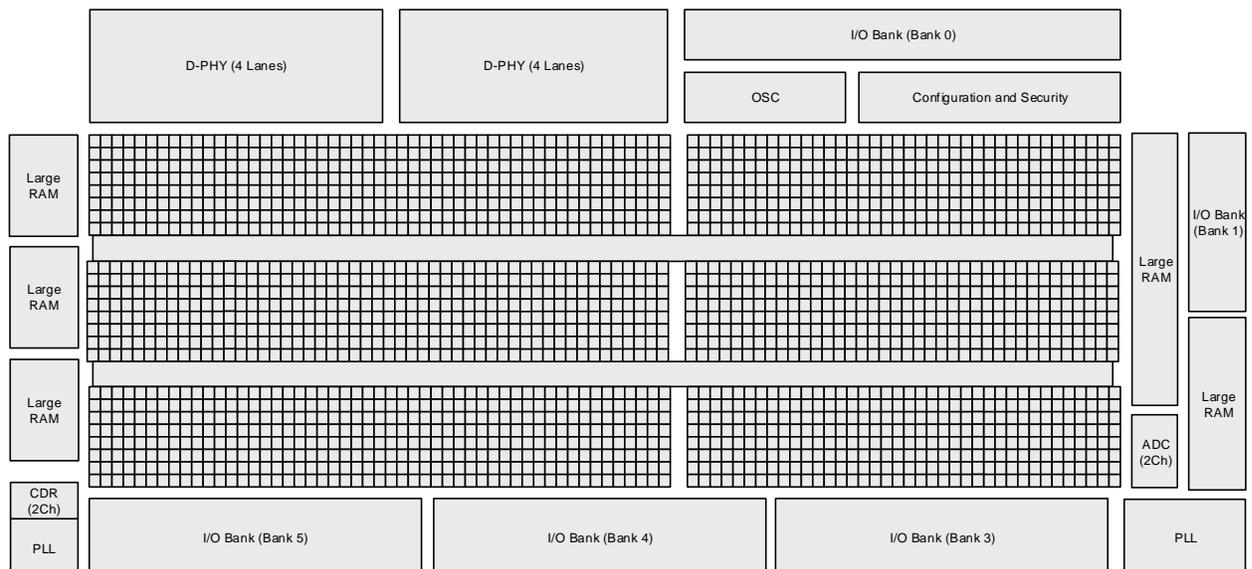 D-PHY (4 Lanes)
D-PHY (4 Lanes)
I/O Bank (Bank 0)
OSC
Configuration and Security
Large
RAM
Large
RAM
Large
RAM
Large
RAM
I/O Bank
(Bank 1)
Large
RAM
ADC
(2Ch)
CDR
(2Ch)
PLL
I/O Bank (Bank 5)
I/O Bank (Bank 4)
I/O Bank (Bank 3)
PLL